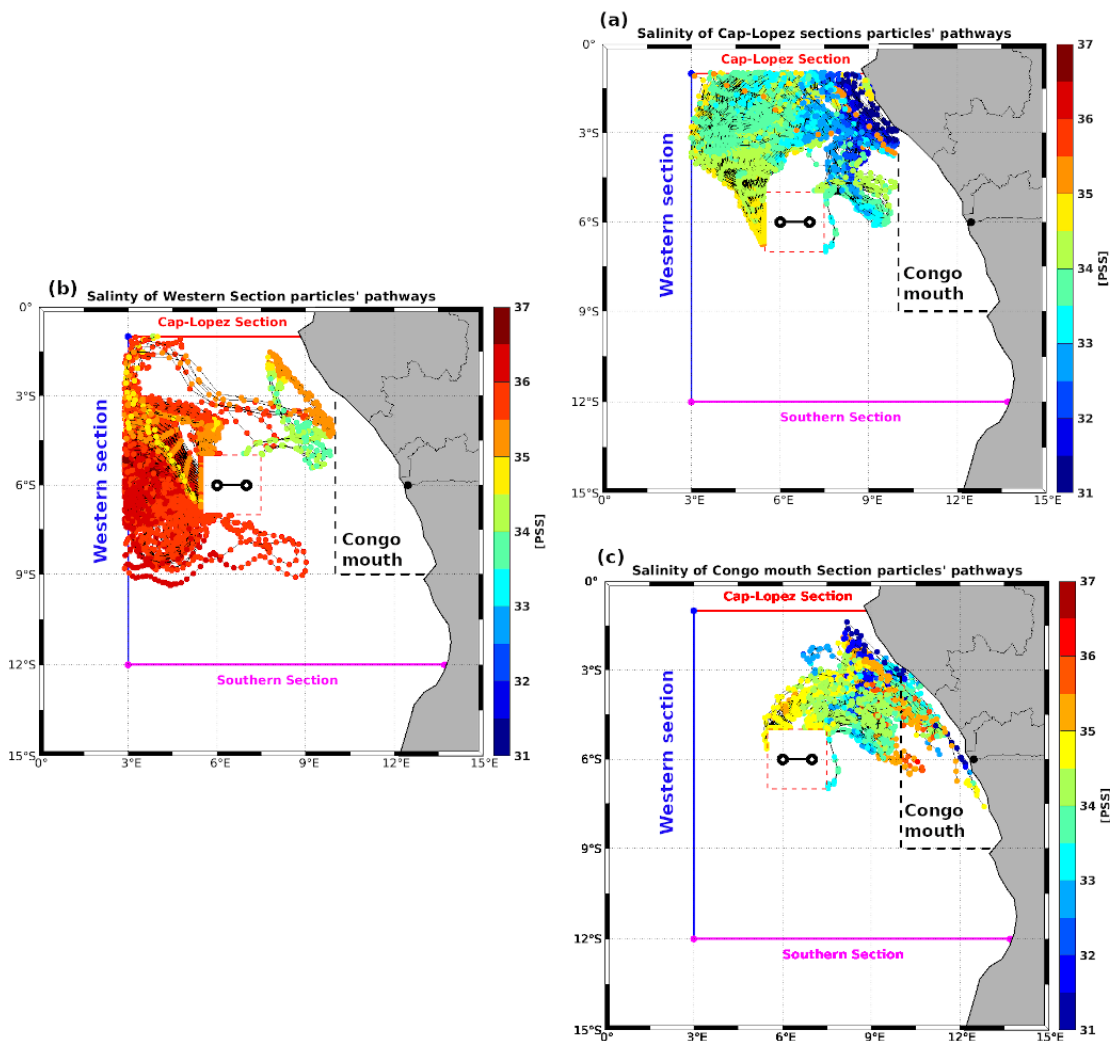 (a)
Salinity of Cap-Lopez sections particles' pathways
0°
Cap-Lopez Section
3°S
6°S
9°S
12°S
15°S
Western section
Congo
mouth
Southern Section
0°
3°E
6°E
9°E
12°E
15°E
37
36
35
34
33
32
31
[PSS]
(b)
Salinty of Western Section particles' pathways
0°
Cap-Lopez Section
3°S
6°S
9°S
12°S
15°S
Western section
Congo
mouth
Southern Section
0°
3°E
6°E
9°E
12°E
15°E
37
36
35
34
33
32
31
[PSS]
(c)
Salinity of Congo mouth Section particles' pathways
0°
Cap-Lopez Section
3°S
6°S
9°S
12°S
15°S
Western section
Congo
mouth
Southern Section
0°
3°E
6°E
9°E
12°E
15°E
37
36
35
34
33
32
31
[PSS]